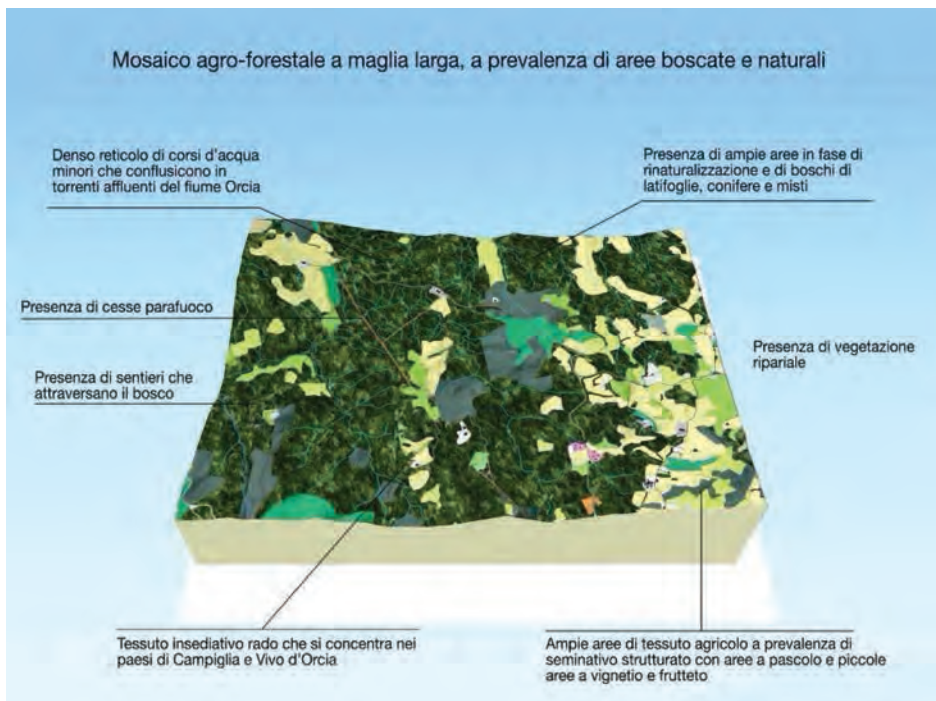 Mosaico agro-forestale a maglia larga, a prevalenza di aree boscate e naturali
Denso reticolo di corsi d'acqua
minori che conflusicono in
torrenti affluenti del fiume Orcia
Presenza di ampie aree in fase di
rinaturalizzazione e di boschi di
latifoglie, conifere e misti
Presenza di cesse parafuoco
Presenza di vegetazione
ripariale
Presenza di sentieri che
attraversano il bosco
Tessuto insediativo rado che si concentra nei
paesi di Campiglia e Vivo d'Orcia
Ampie aree di tessuto agricolo a prevalenza di
seminativo strutturato con aree a pascolo e piccole
aree a vignetio e frutteto